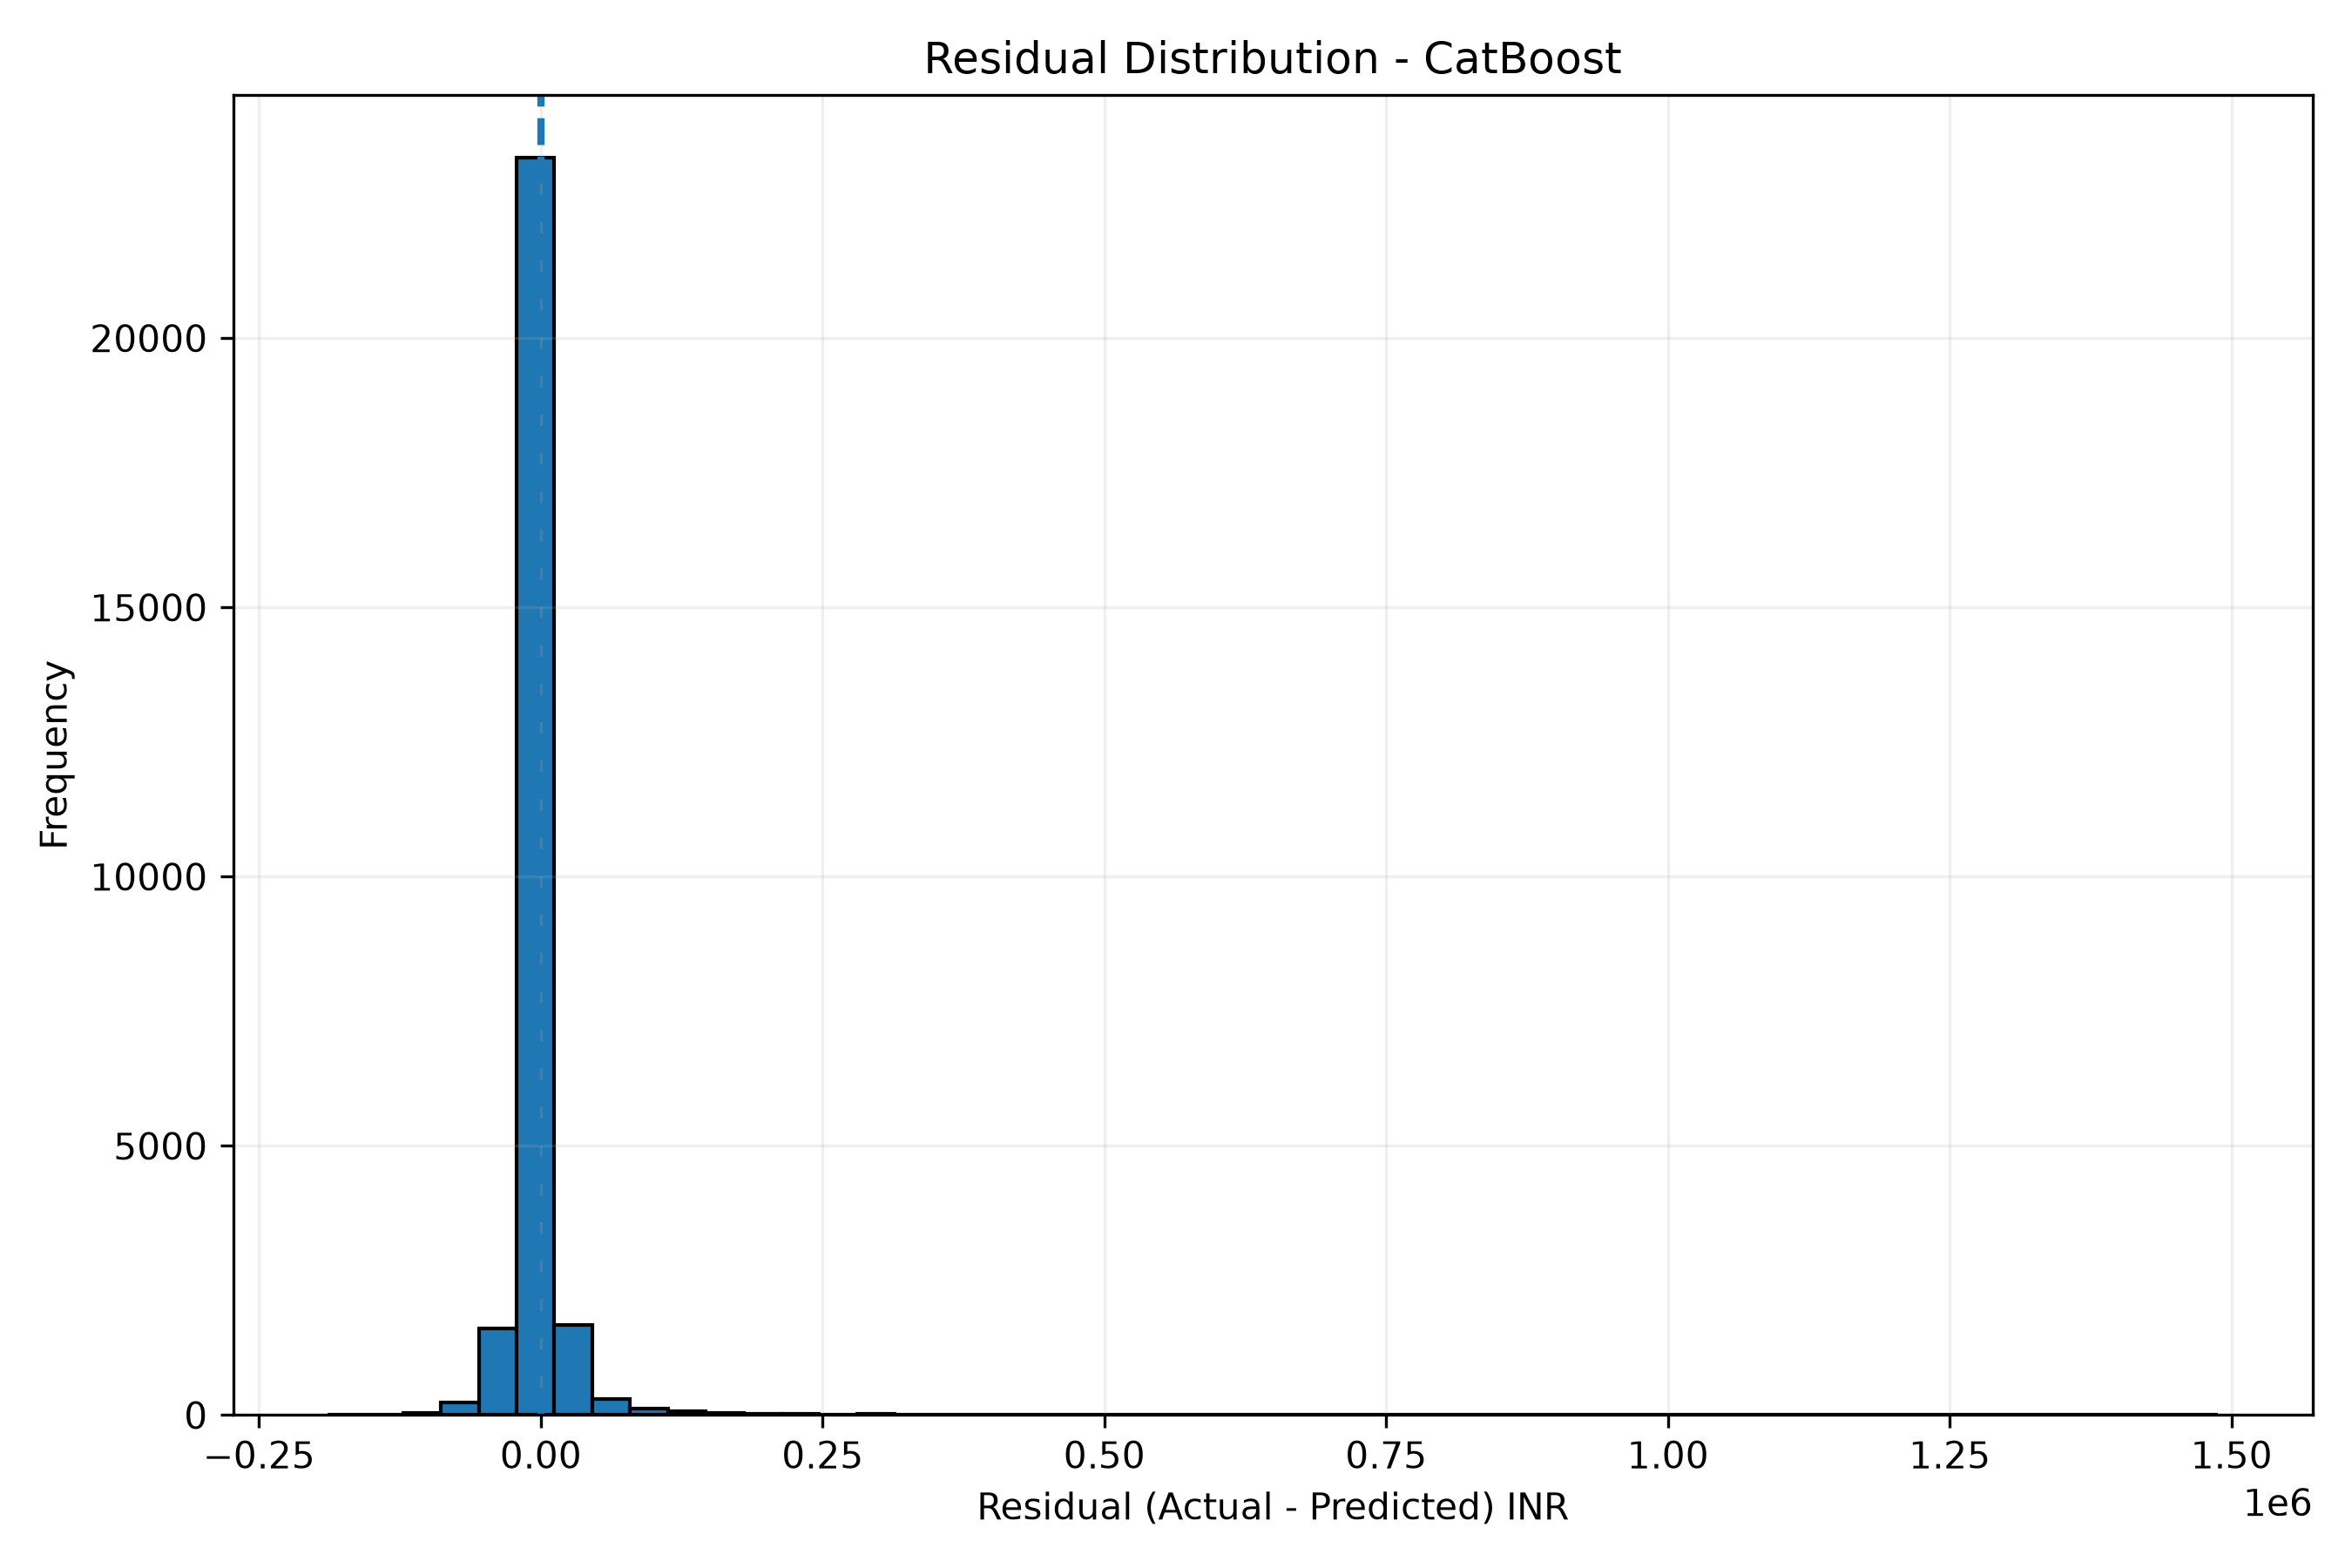 Residual Distribution - CatBoost
Frequency
20000
15000
10000
5000
0
−0.25 0.00 0.25 0.50 0.75 1.00 1.25 1.50
1e6
Residual (Actual - Predicted) INR